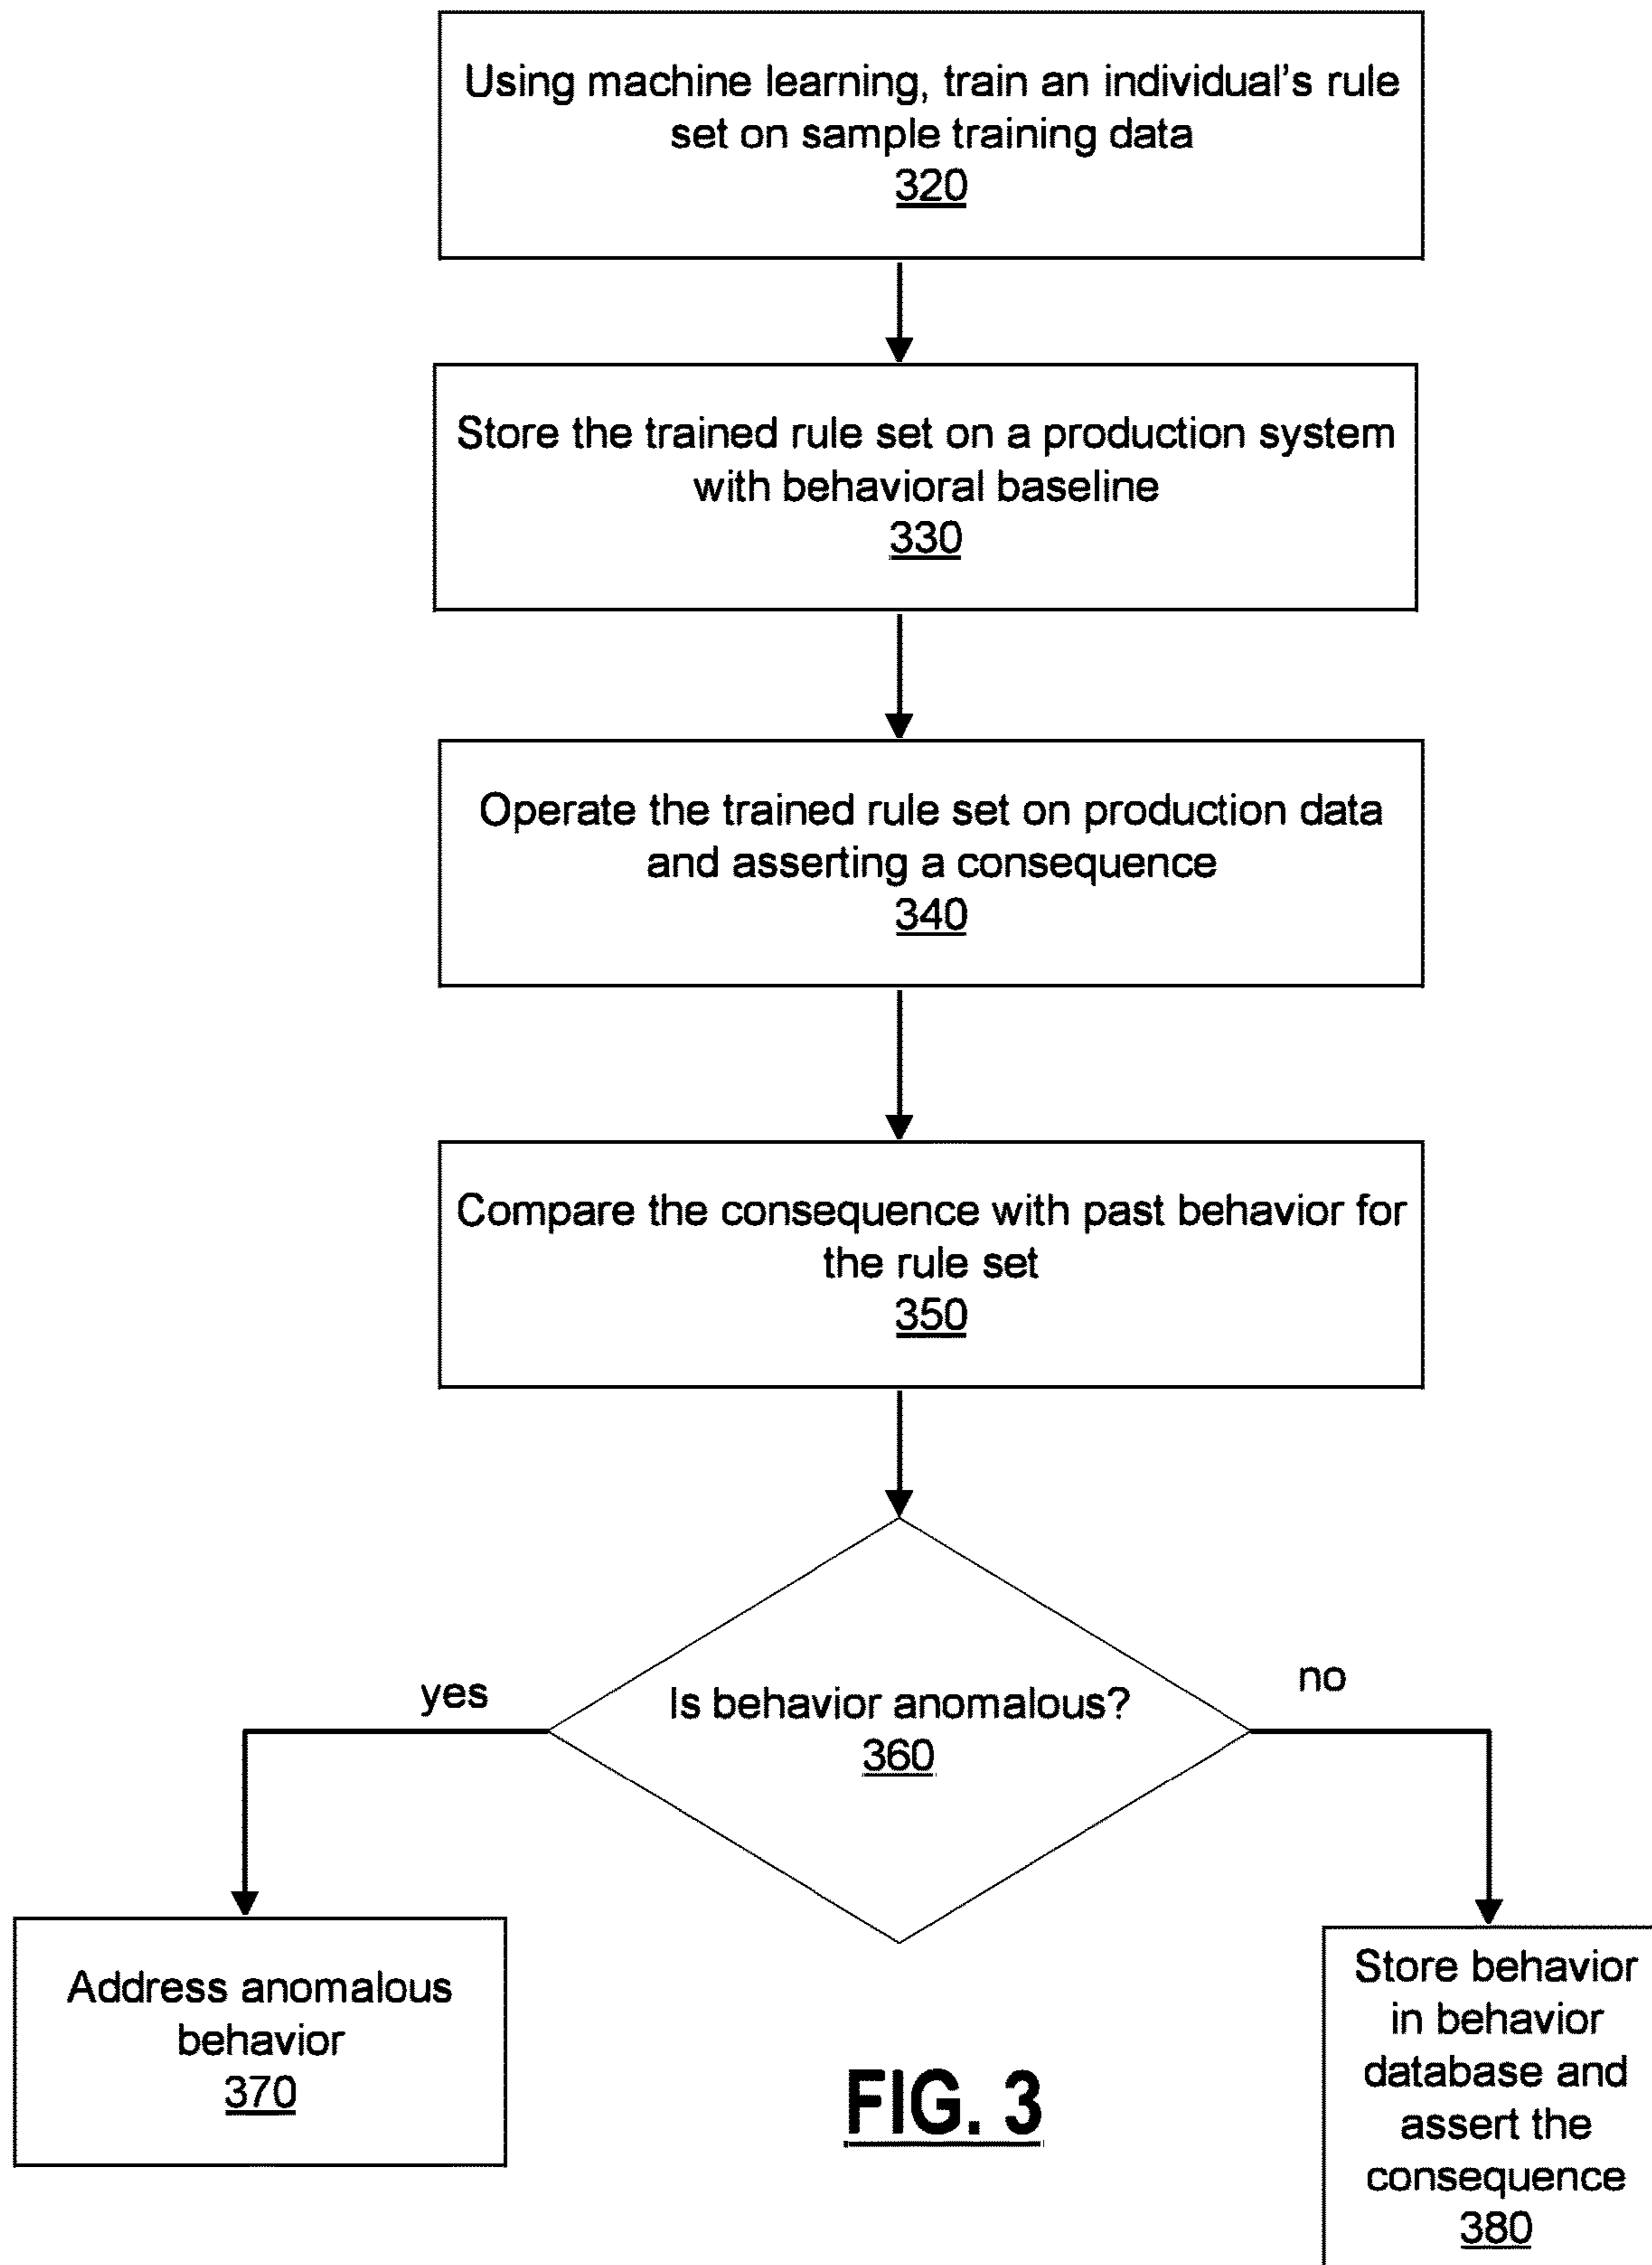 Using machine learning, train an individual's rule
set on sample training data
320
Store the trained rule set on a production system
with behavioral baseline
330
Operate the trained rule set on production data
and asserting a consequence
340
Compare the consequence with past behavior for
the rule set
350
Is behavior anomalous?
360
yes
no
Address anomalous
behavior
370
Store behavior
in behavior
database and
assert the
consequence
380
FIG. 3